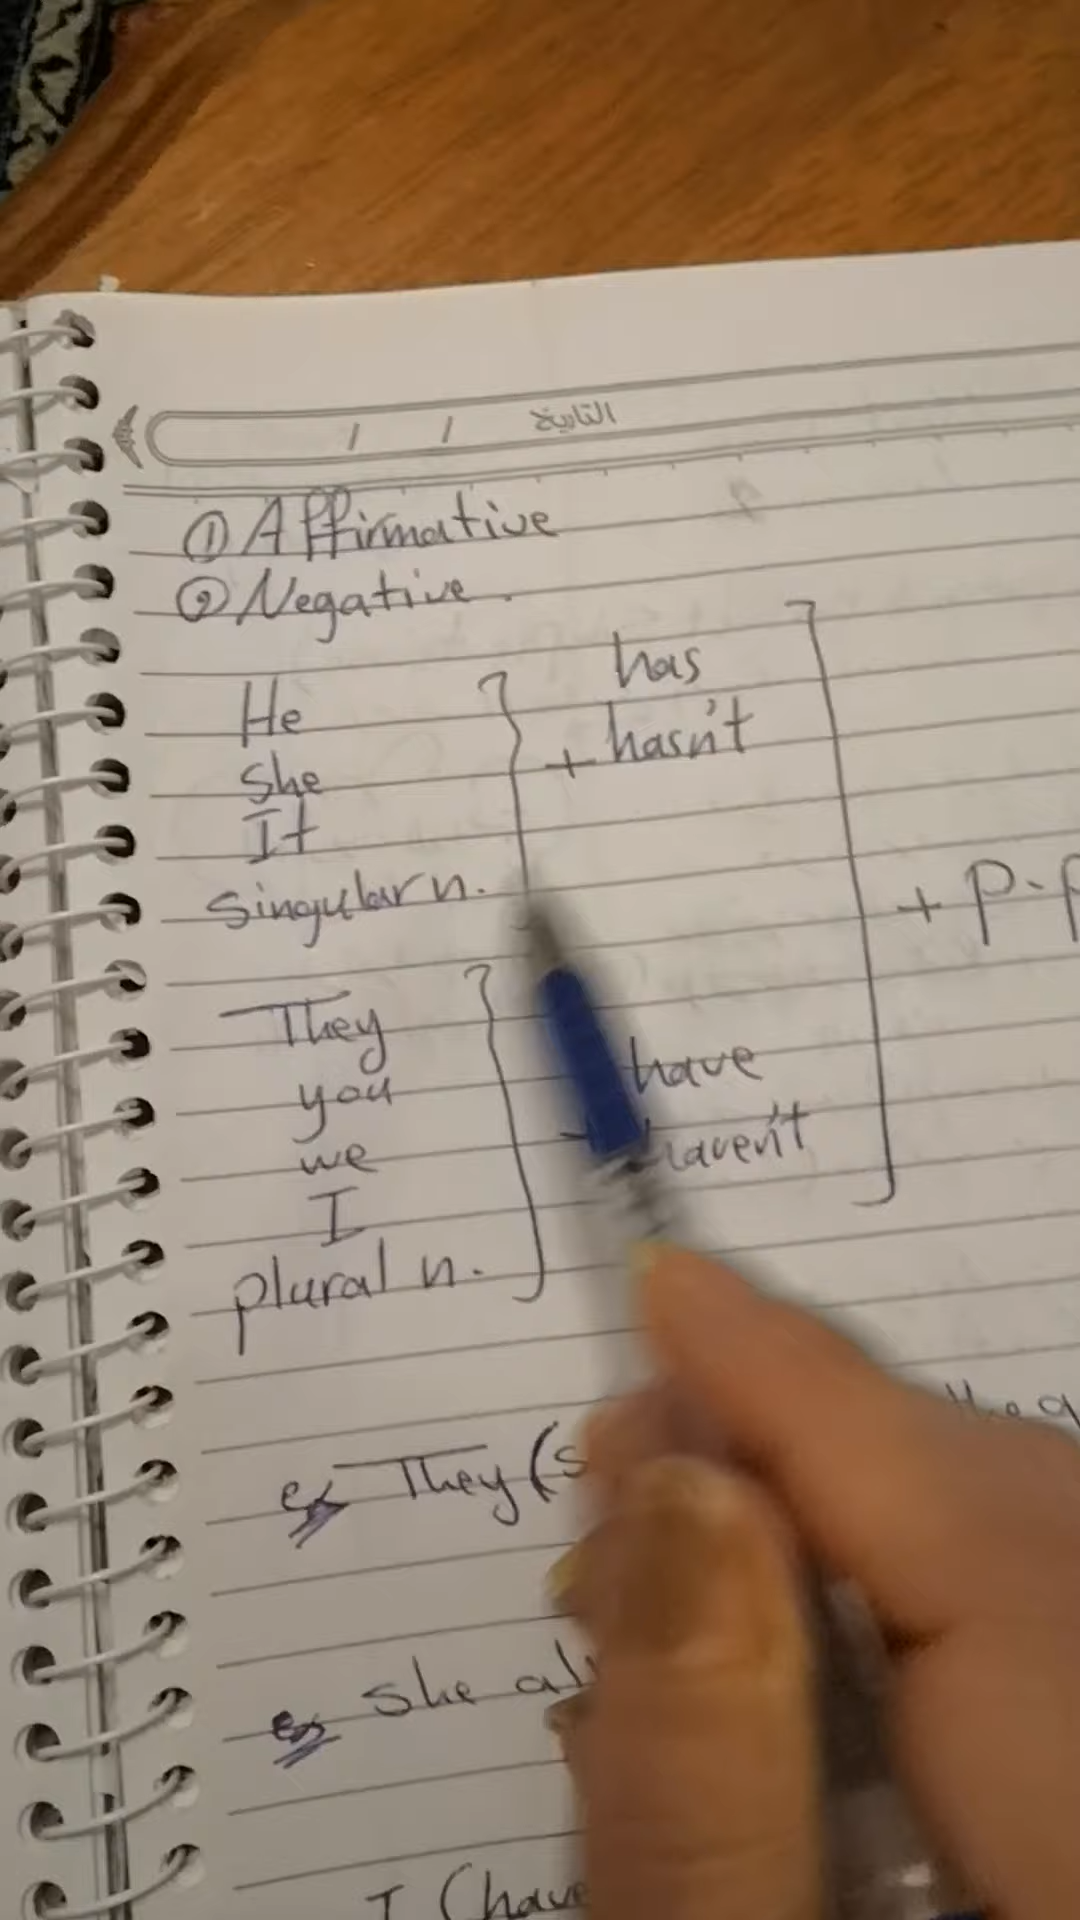 التاريخ / /
① Affirmative
② Negative.
He
She
It
singular n.
+ has
hasn't
They
you
we
I
plural n.
have
haven't
+ P.
ex They (
ex She
I (have